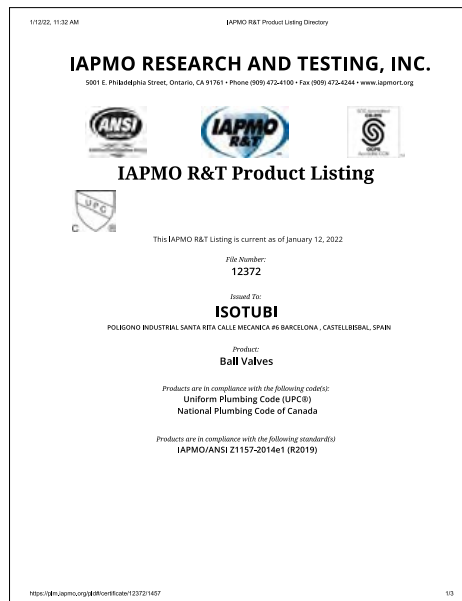 1/12/22, 11:32 AM IAPMO R&T Product Listing Directory
IAPMO RESEARCH AND TESTING, INC.
5001 E. Philadelphia Street, Ontario, CA 91761 • Phone (909) 472-4100 • Fax (909) 472-4244 • www.iapmort.org
ANSI
IAPMO
R&T
IAPMO R&T Product Listing
UPC
C ®
This IAPMO R&T Listing is current as of January 12, 2022
File Number:
12372
Issued To:
ISOTUBI
POLIGONO INDUSTRIAL SANTA RITA CALLE MECANICA #6 BARCELONA , CASTELLBISBAL, SPAIN
Product:
Ball Valves
Products are in compliance with the following code(s):
Uniform Plumbing Code (UPC®)
National Plumbing Code of Canada
Products are in compliance with the following standard(s)
IAPMO/ANSI Z1157-2014e1 (R2019)
https://plm.iapmo.org/pld#/certificate/12372/1457 1/3